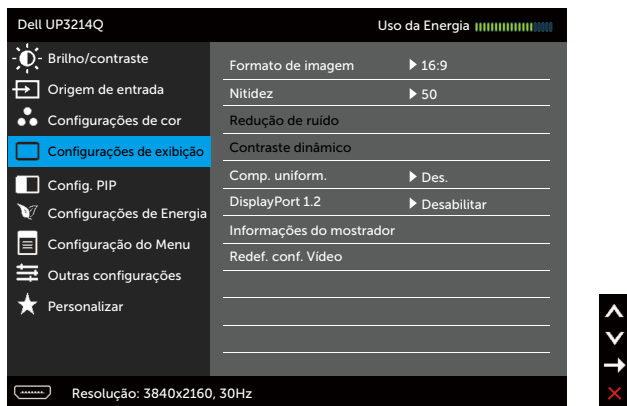 Dell UP3214Q
Uso da Energia
Brilho/contraste
Origem de entrada
Configurações de cor
Configurações de exibição
Config. PIP
Configurações de Energia
Configuração do Menu
Outras configurações
Personalizar
Formato de imagem 16:9
Nitidez 50
Redução de ruído
Contraste dinâmico
Comp. uniform. Des.
DisplayPort 1.2 Desabilitar
Informações do mostrador
Redef. conf. Vídeo
Resolução: 3840x2160, 30Hz